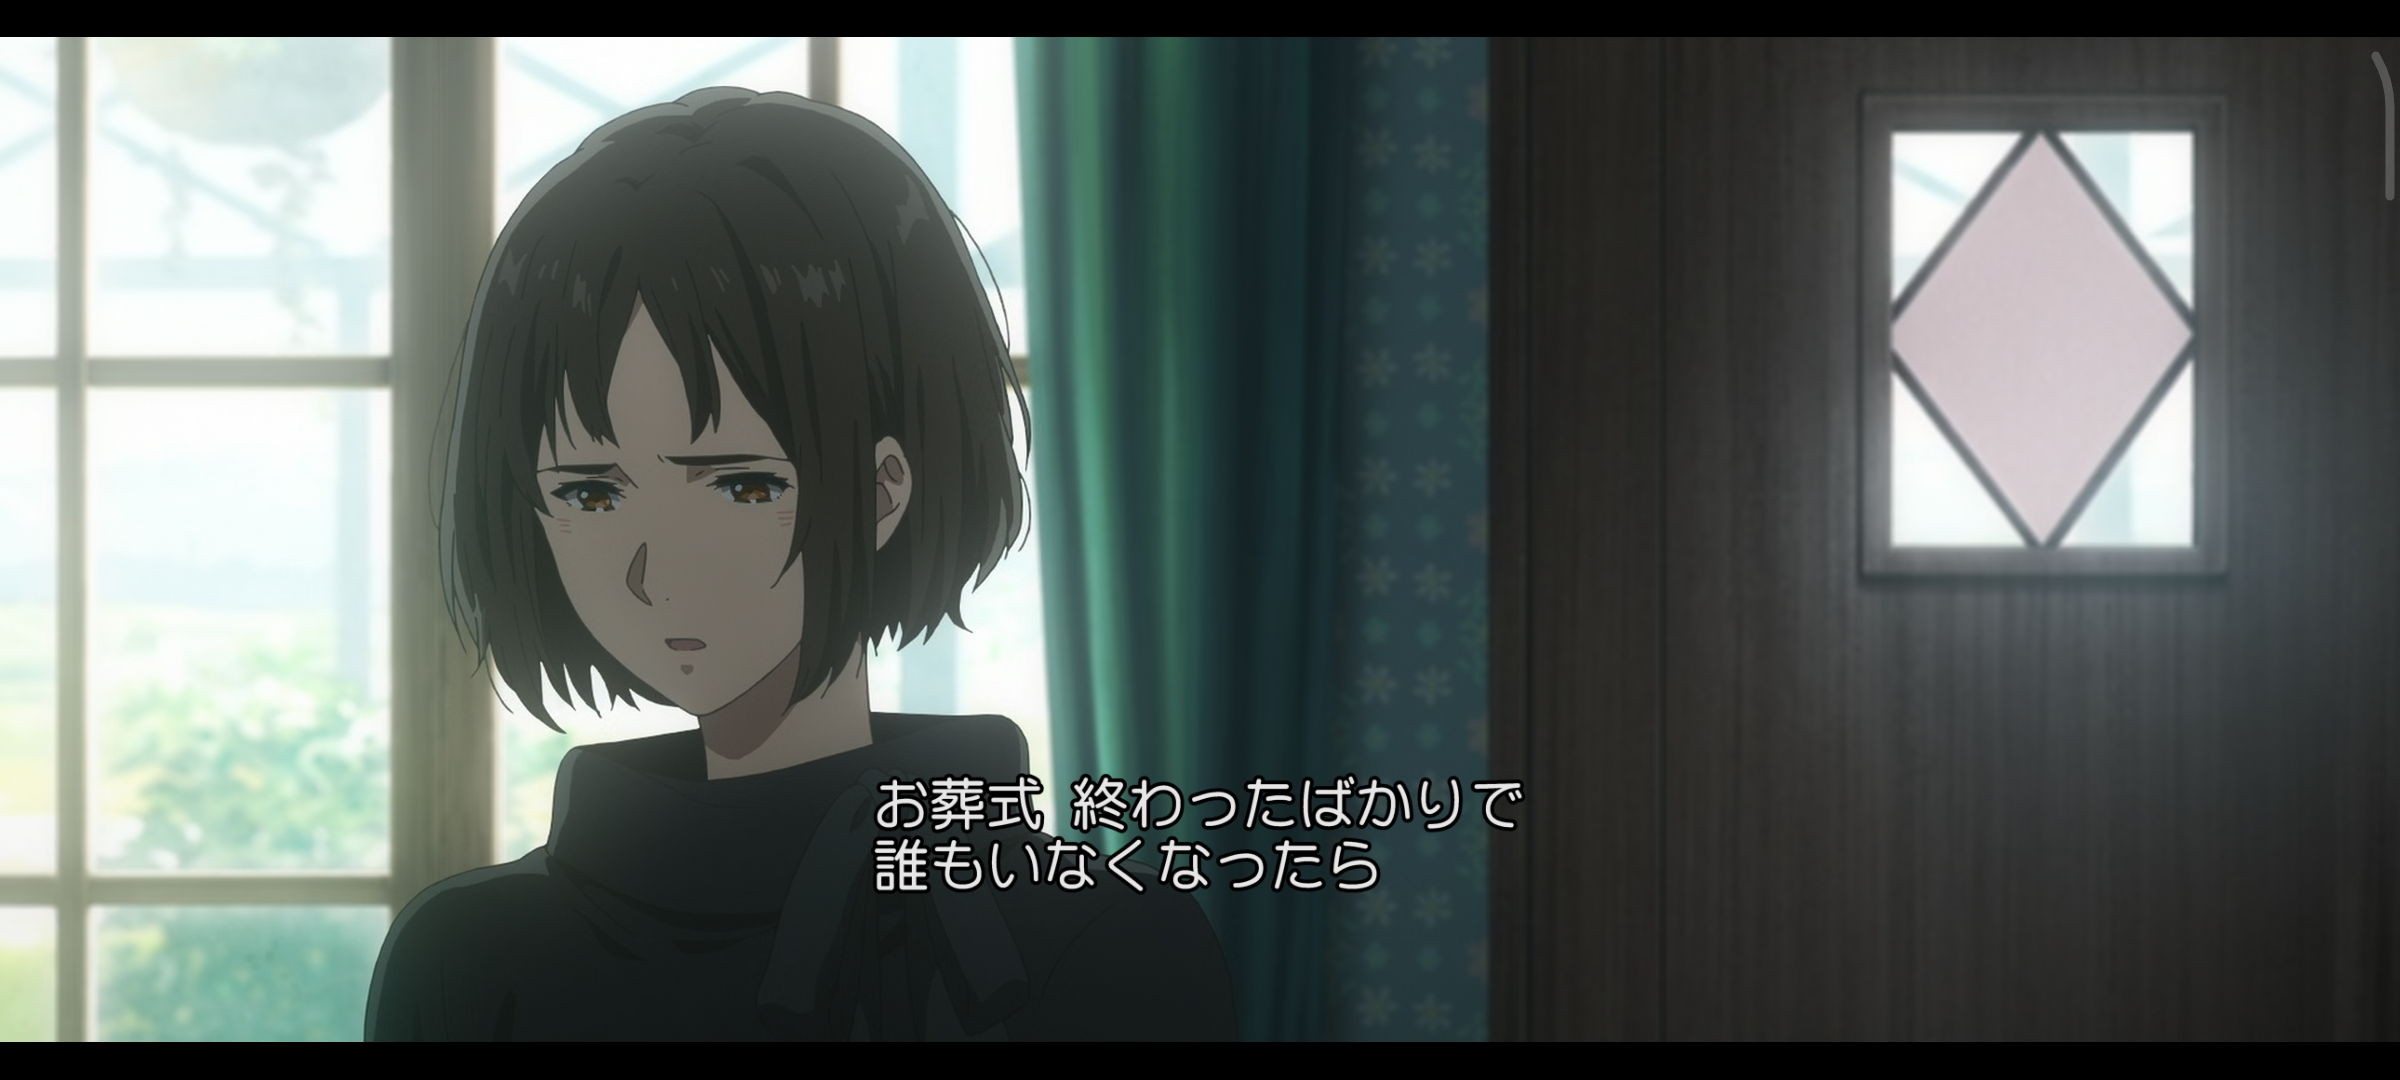 お葬式 終わったばかりで
誰もいなくなったら